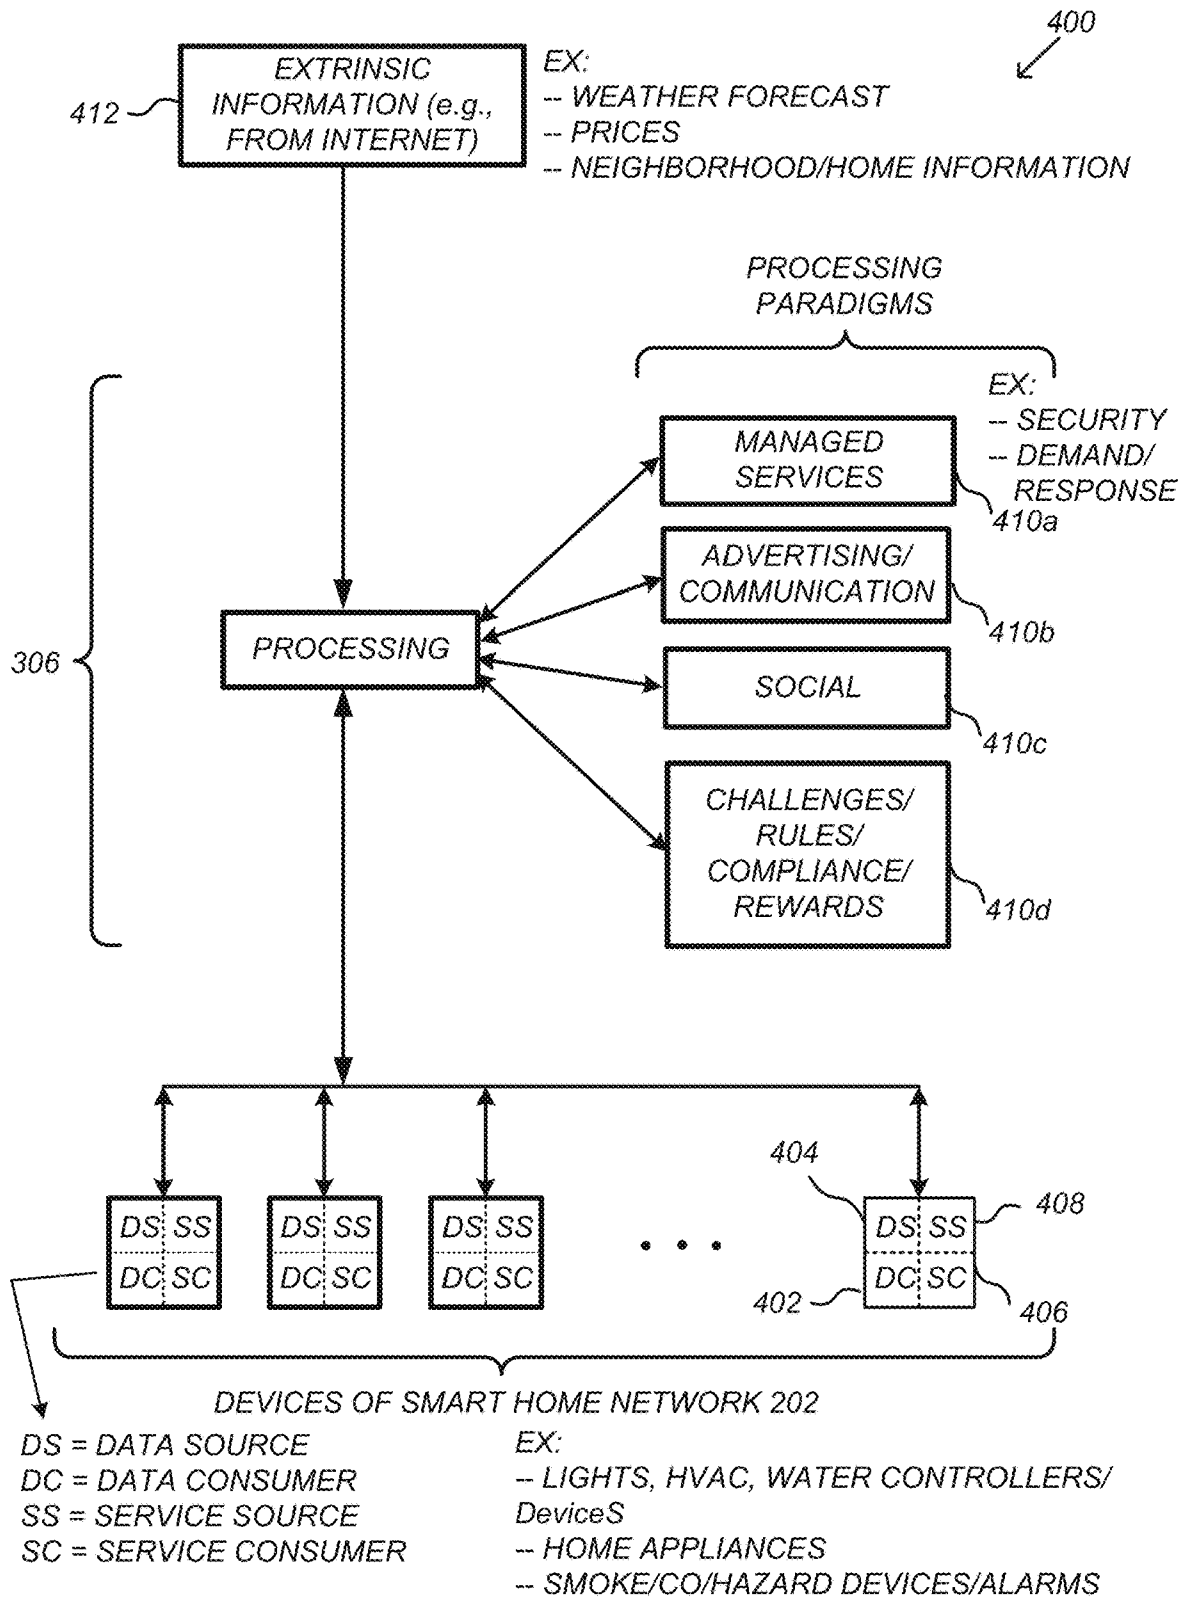 400
EXTRINSIC
INFORMATION (e.g.,
FROM INTERNET)
412
EX:
-- WEATHER FORECAST
-- PRICES
-- NEIGHBORHOOD/HOME INFORMATION
PROCESSING
PARADIGMS
EX:
-- SECURITY
-- DEMAND/
RESPONSE
MANAGED
SERVICES
410a
ADVERTISING/
COMMUNICATION
410b
306
PROCESSING
SOCIAL
410c
CHALLENGES/
RULES/
COMPLIANCE/
REWARDS
410d
404
408
DS SS
DC SC
DS SS
DC SC
DS SS
DC SC
• • •
DS SS
DC SC
402
406
DEVICES OF SMART HOME NETWORK 202
DS = DATA SOURCE
DC = DATA CONSUMER
SS = SERVICE SOURCE
SC = SERVICE CONSUMER
EX:
-- LIGHTS, HVAC, WATER CONTROLLERS/
DeviceS
-- HOME APPLIANCES
-- SMOKE/CO/HAZARD DEVICES/ALARMS